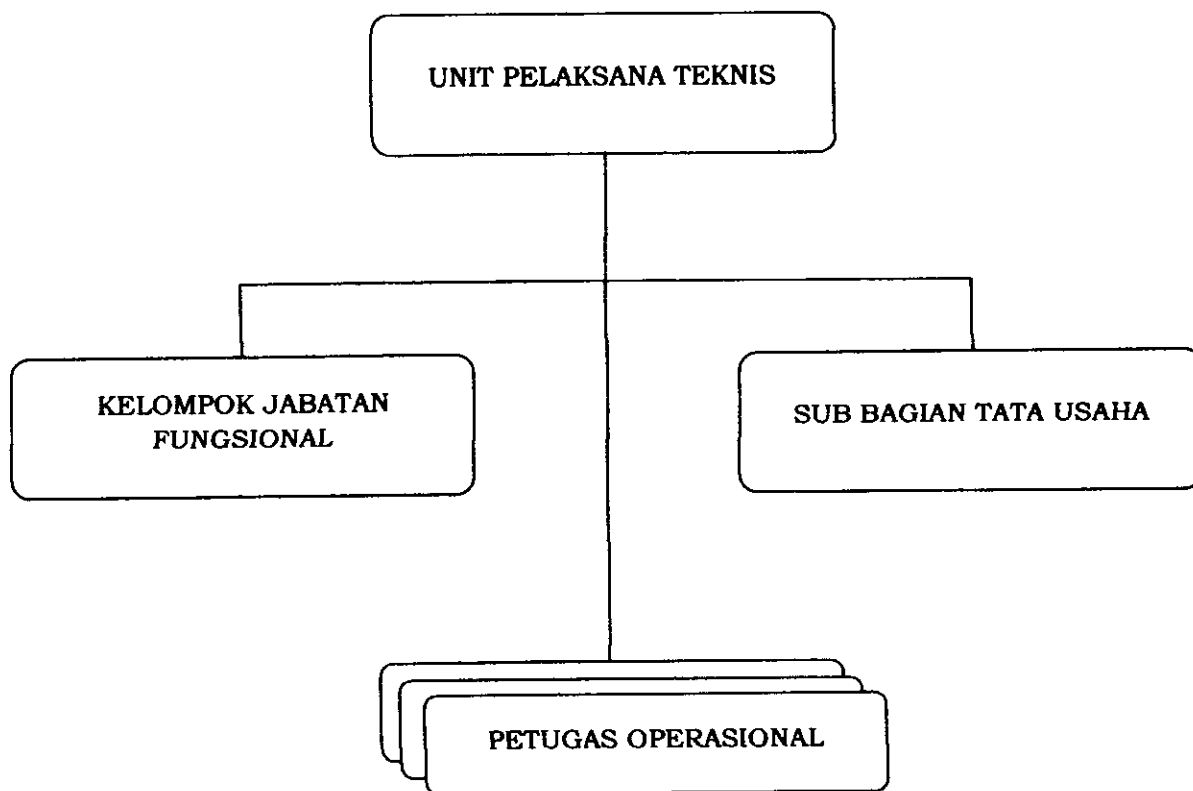 UNIT PELAKSANA TEKNIS
KELOMPOK JABATAN
FUNGSIONAL
SUB BAGIAN TATA USAHA
PETUGAS OPERASIONAL